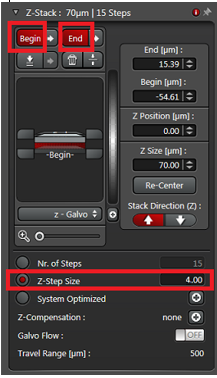 Z-Stack : 70µm | 15 Steps
Begin End
End [µm] :
15.39
Begin [µm] :
-54.61
Z Position [µm] :
0.00
-Begin-
Z Size [µm] :
70.00
Re-Center
z - Galvo
Stack Direction (Z) :
Nr. of Steps 15
Z-Step Size 4.00
System Optimized
Z-Compensation : none
Galvo Flow : OFF
Travel Range [µm] : 500